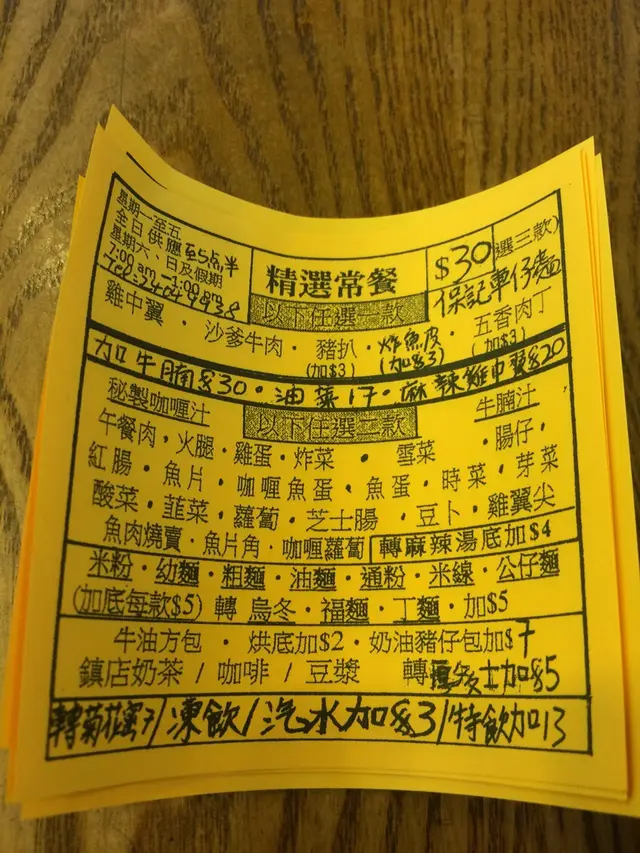 星期一至五
全日供應至5点半
星期六、日及假期
7:00 am -1:00 pm
精選常餐
$30 選三款)
保記車仔麵
以下任選一款
雞中翼 · 沙爹牛肉 · 豬扒 · 炸魚皮 · 五香肉丁
(加$3) (加$3) (加$3)
加牛腩$30 · 油菜17 · 麻辣雞中翼$20
秘製咖喱汁 以下任選二款 牛腩汁
午餐肉 · 火腿 · 雞蛋 · 炸菜 · 雪菜 · 腸仔 ·
紅腸 · 魚片 · 咖喱魚蛋 · 魚蛋 · 時菜 · 芽菜
酸菜 · 韮菜 · 蘿蔔 · 芝士腸 · 豆卜 · 雞翼尖
魚肉燒賣 · 魚片角 · 咖喱蘿蔔 轉麻辣湯底加$4
米粉 · 幼麵 · 粗麵 · 油麵 · 通粉 · 米線 · 公仔麵
(加底每款$5) 轉 烏冬 · 福麵 · 丁麵 · 加$5
牛油方包 · 烘底加$2 · 奶油豬仔包加$7
鎮店奶茶 / 咖啡 / 豆漿 轉 士加$5
轉菊花蜜7/凍飲/汽水加$3/特飲加13